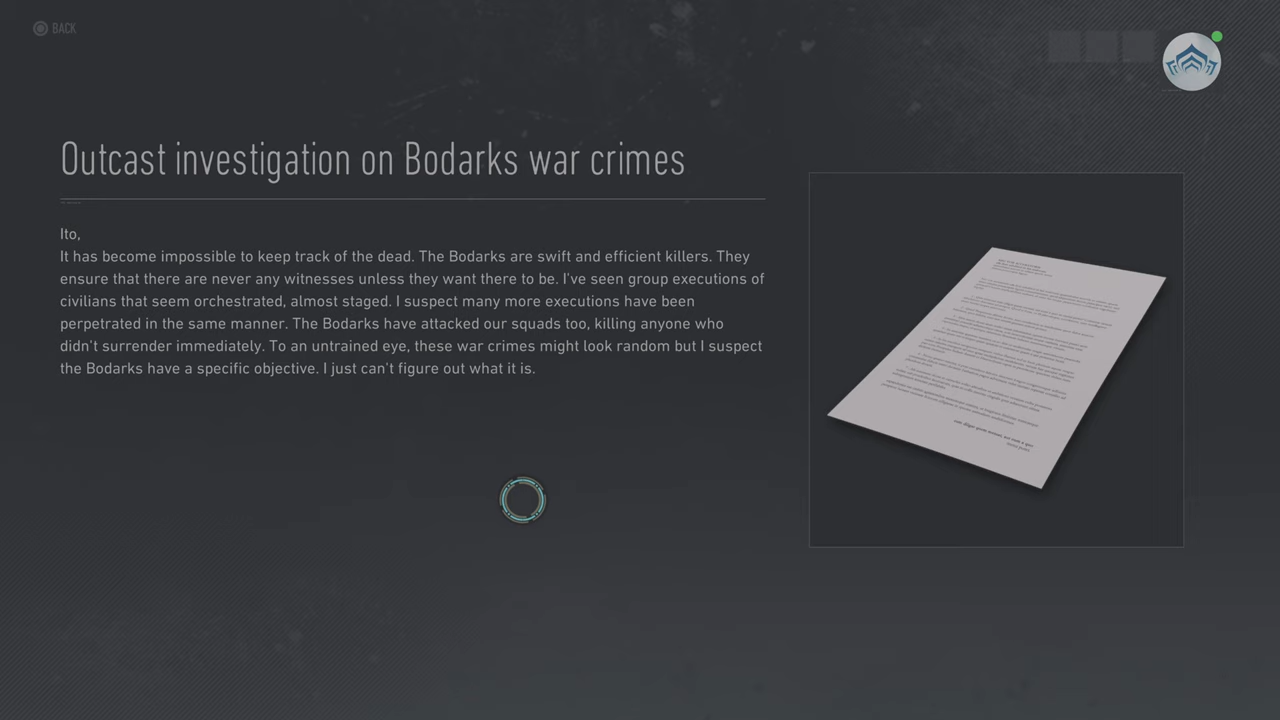 BACK
Outcast investigation on Bodarks war crimes
Ito,
It has become impossible to keep track of the dead. The Bodarks are swift and efficient killers. They
ensure that there are never any witnesses unless they want there to be. I've seen group executions of
civilians that seem orchestrated, almost staged. I suspect many more executions have been
perpetrated in the same manner. The Bodarks have attacked our squads too, killing anyone who
didn't surrender immediately. To an untrained eye, these war crimes might look random but I suspect
the Bodarks have a specific objective. I just can't figure out what it is.